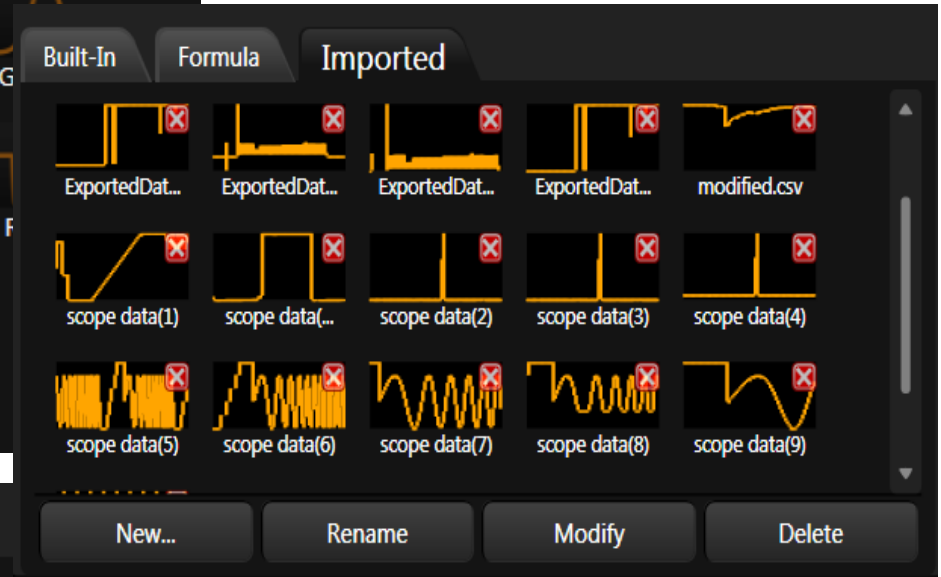 Built-In Formula Imported
G
ExportedDat... ExportedDat... ExportedDat... ExportedDat... modified.csv
scope data(1) scope data(... scope data(2) scope data(3) scope data(4)
scope data(5) scope data(6) scope data(7) scope data(8) scope data(9)
New... Rename Modify Delete